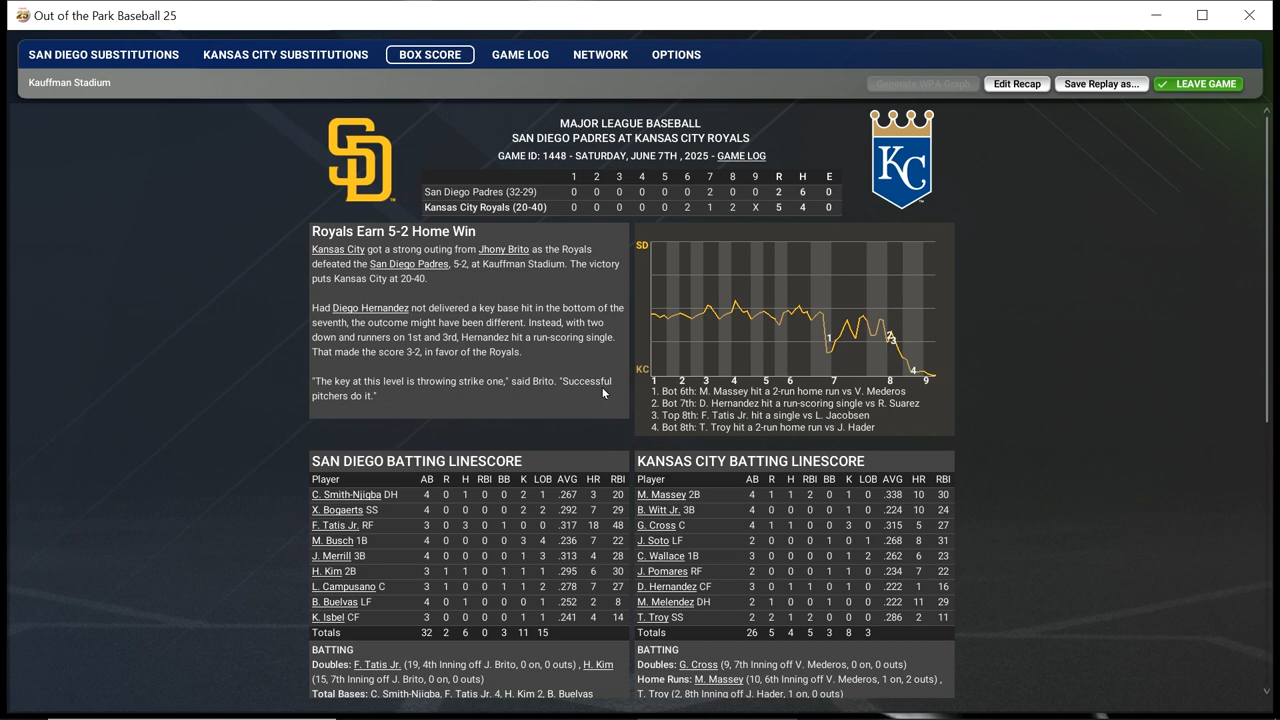 Out of the Park Baseball 25
SAN DIEGO SUBSTITUTIONS KANSAS CITY SUBSTITUTIONS BOX SCORE GAME LOG NETWORK OPTIONS
Kauffman Stadium Generate WPA Graph Edit Recap Save Replay as... LEAVE GAME
MAJOR LEAGUE BASEBALL
SAN DIEGO PADRES AT KANSAS CITY ROYALS
GAME ID: 1448 - SATURDAY, JUNE 7TH , 2025 - GAME LOG
SD
KC
1 2 3 4 5 6 7 8 9 R H E
San Diego Padres (32-29) 0 0 0 0 0 0 2 0 0 2 6 0
Kansas City Royals (20-40) 0 0 0 0 0 2 1 2 X 5 4 0
Royals Earn 5-2 Home Win
Kansas City got a strong outing from Jhony Brito as the Royals
defeated the San Diego Padres, 5-2, at Kauffman Stadium. The victory
puts Kansas City at 20-40.
Had Diego Hernandez not delivered a key base hit in the bottom of the
seventh, the outcome might have been different. Instead, with two
down and runners on 1st and 3rd, Hernandez hit a run-scoring single.
That made the score 3-2, in favor of the Royals.
"The key at this level is throwing strike one," said Brito. "Successful
pitchers do it."
SD
KC
1 2 3 4
1 2 3 4 5 6 7 8 9
1. Bot 6th: M. Massey hit a 2-run home run vs V. Mederos
2. Bot 7th: D. Hernandez hit a run-scoring single vs R. Suarez
3. Top 8th: F. Tatis Jr. hit a single vs L. Jacobsen
4. Bot 8th: T. Troy hit a 2-run home run vs J. Hader
SAN DIEGO BATTING LINESCORE
Player AB R H RBI BB K LOB AVG HR RBI
C. Smith-Njigba DH 4 0 1 0 0 2 1 .267 3 20
X. Bogaerts SS 4 0 0 0 0 2 2 .292 7 29
F. Tatis Jr. RF 3 0 3 0 1 0 0 .317 18 48
M. Busch 1B 4 0 0 0 0 3 4 .236 7 22
J. Merrill 3B 4 0 0 0 0 1 3 .313 4 28
H. Kim 2B 3 1 1 0 1 1 1 .295 6 30
L. Campusano C 3 1 0 0 1 1 2 .278 7 27
B. Buelvas LF 4 0 1 0 0 0 1 .252 2 8
K. Isbel CF 3 0 0 0 0 1 1 .241 4 14
Totals 32 2 6 0 3 11 15
BATTING
Doubles: F. Tatis Jr. (19, 4th Inning off J. Brito, 0 on, 0 outs) , H. Kim
(15, 7th Inning off J. Brito, 0 on, 0 outs)
Total Bases: C. Smith-Njigba, F. Tatis Jr. 4, H. Kim 2, B. Buelvas
KANSAS CITY BATTING LINESCORE
Player AB R H RBI BB K LOB AVG HR RBI
M. Massey 2B 4 1 1 2 0 1 0 .338 10 30
B. Witt Jr. 3B 4 0 0 0 0 1 0 .224 10 24
G. Cross C 4 1 1 0 0 3 0 .315 5 27
J. Soto LF 2 0 0 0 1 0 1 .268 8 31
C. Wallace 1B 3 0 0 0 0 1 2 .262 6 23
J. Pomares RF 2 0 0 0 1 1 0 .234 7 22
D. Hernandez CF 3 0 1 1 0 1 0 .222 1 16
M. Melendez DH 2 1 0 0 1 0 0 .222 11 29
T. Troy SS 2 2 1 2 0 0 0 .286 2 11
Totals 26 5 4 5 3 8 3
BATTING
Doubles: G. Cross (9, 7th Inning off V. Mederos, 0 on, 0 outs)
Home Runs: M. Massey (10, 6th Inning off V. Mederos, 1 on, 2 outs) ,
T. Troy (2, 8th Inning off J. Hader, 1 on, 0 outs)